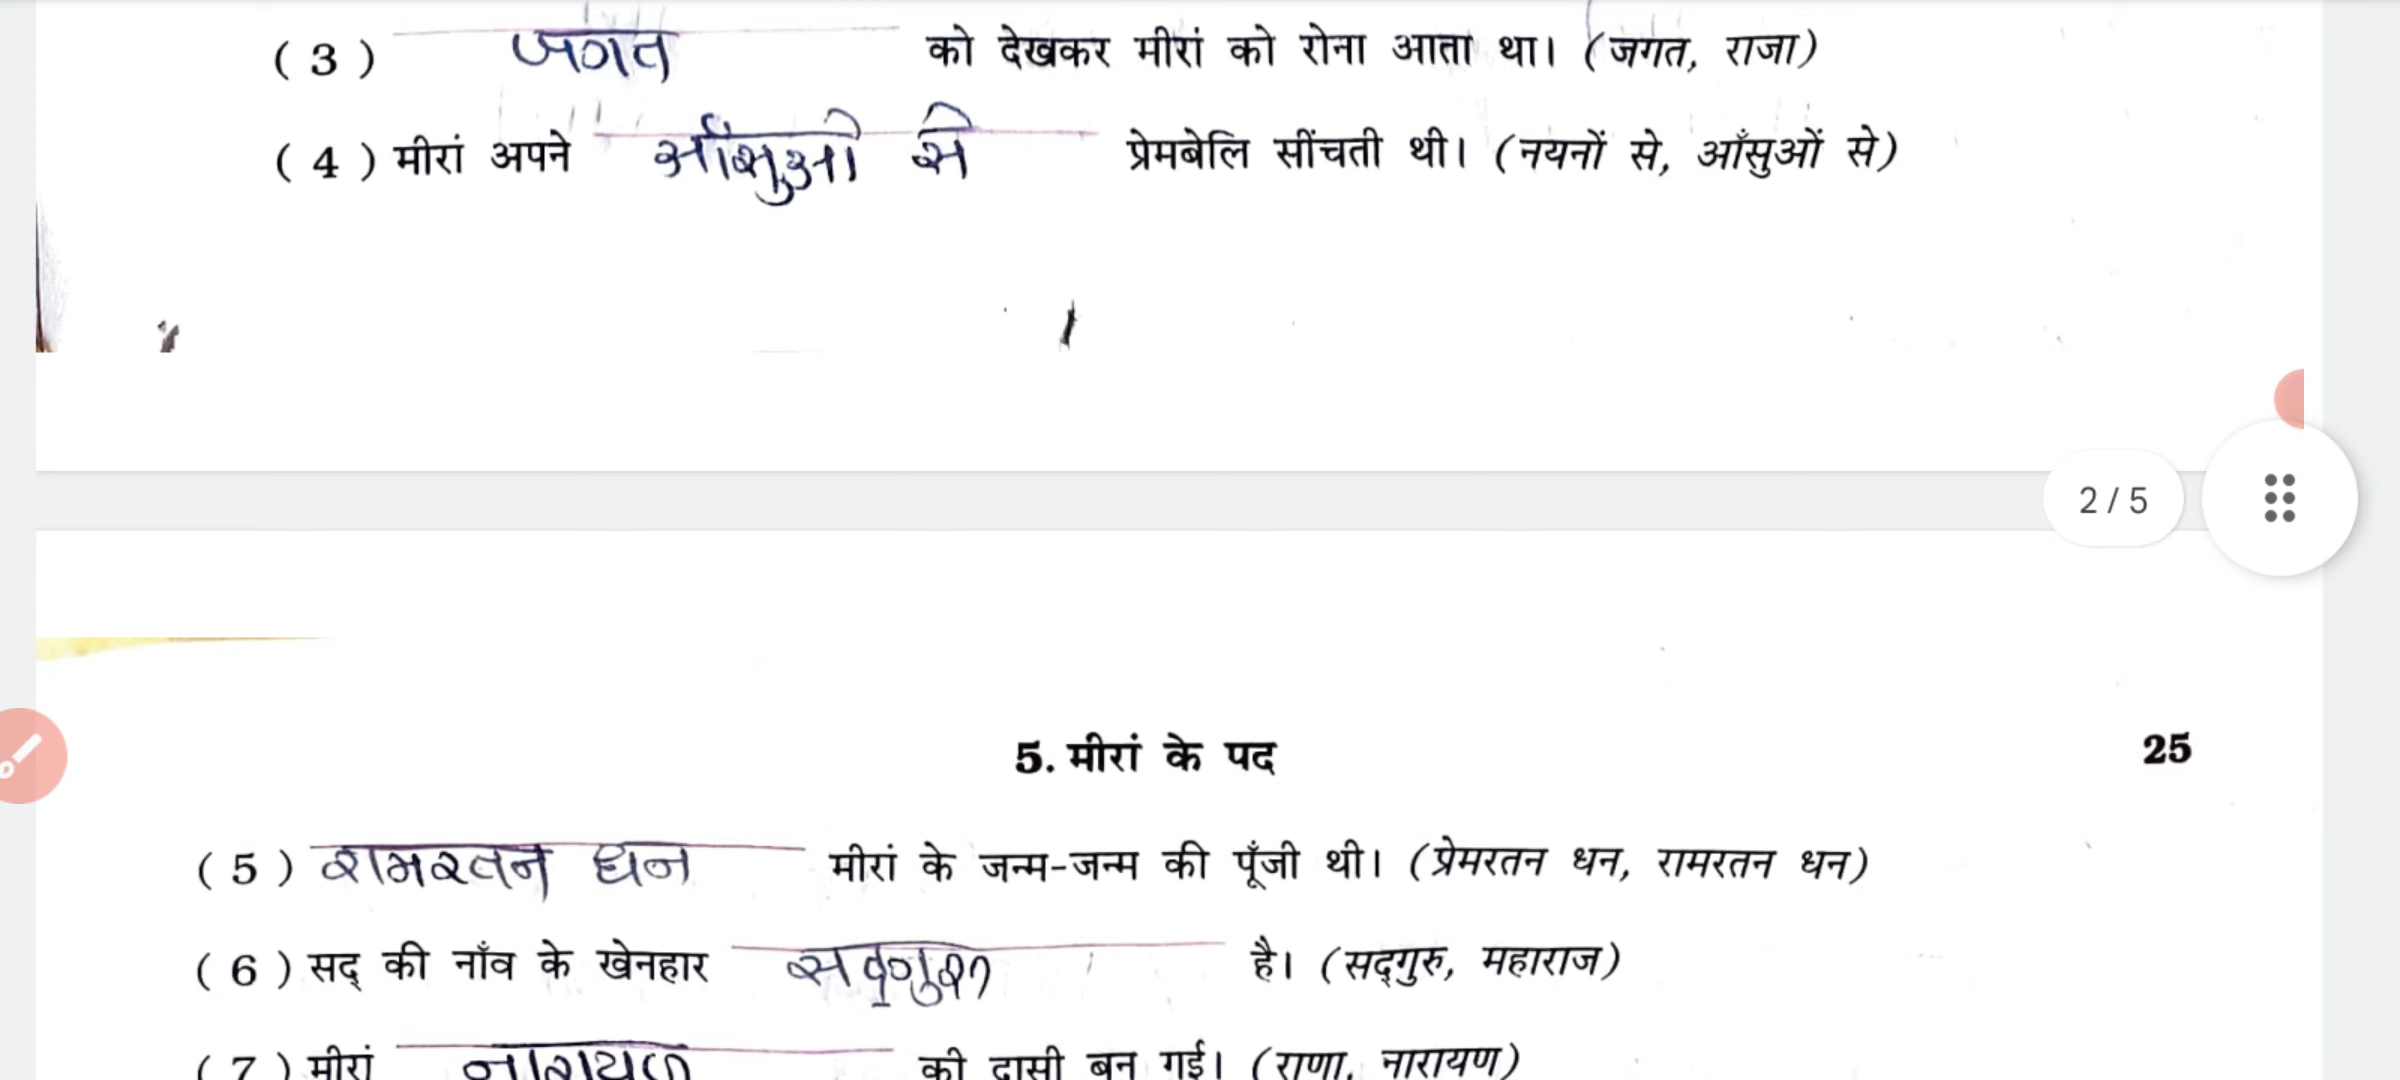 ( 3 ) जगत को देखकर मीरां को रोना आता था। (जगत, राजा)
( 4 ) मीरां अपने आँसुओ से प्रेमबेलि सींचती थी। (नयनों से, आँसुओं से)
2 / 5
5. मीरां के पद 25
( 5 ) रामरतन धन मीरां के जन्म-जन्म की पूँजी थी। (प्रेमरतन धन, रामरतन धन)
( 6 ) सद् की नाँव के खेनहार सद्गुरु है। (सद्गुरु, महाराज)
( 7 ) मीरां नारायण की दासी बन गई। (राणा, नारायण)